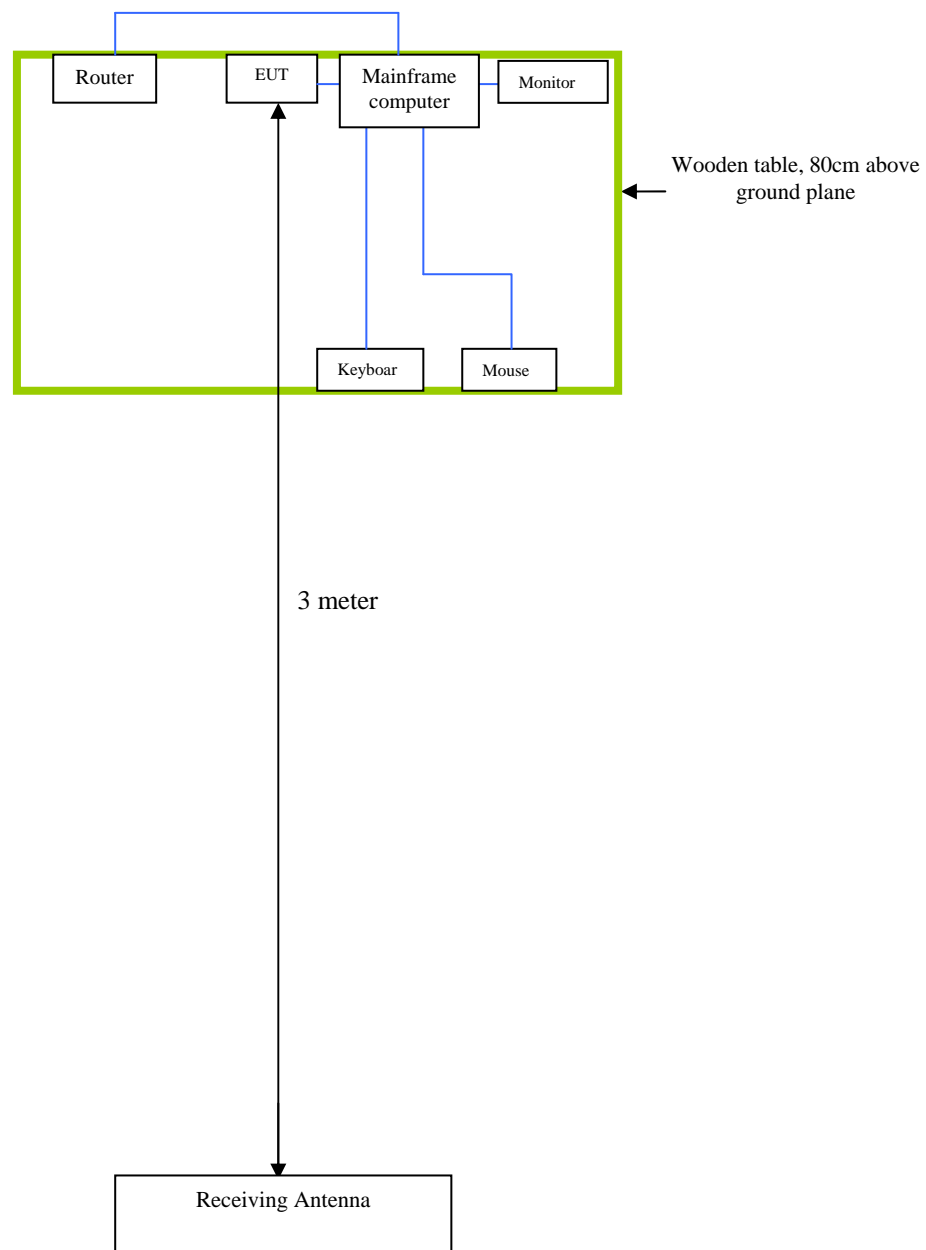 Router
EUT
Mainframe
computer
Monitor
Wooden table, 80cm above
ground plane
Keyboar
Mouse
3 meter
Receiving Antenna